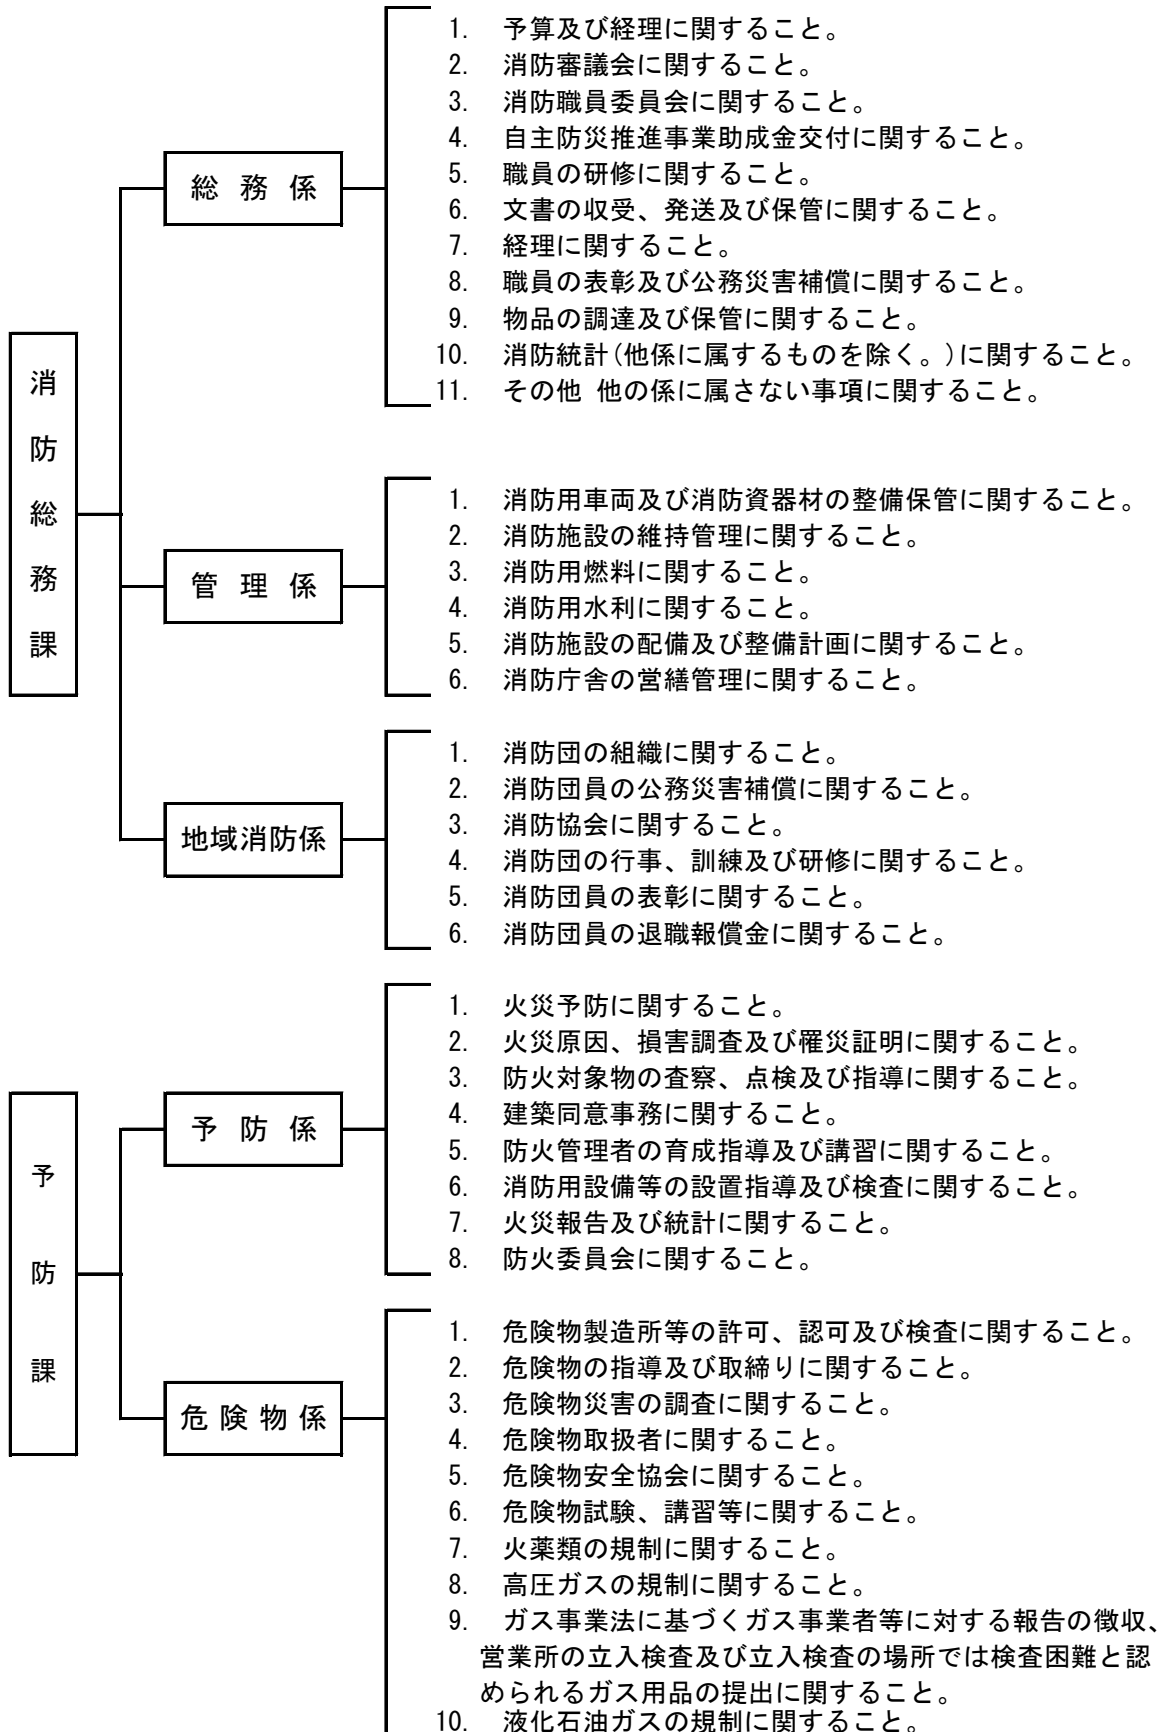 消防総務課
総務係
1. 予算及び経理に関すること。
2. 消防審議会に関すること。
3. 消防職員委員会に関すること。
4. 自主防災推進事業助成金交付に関すること。
5. 職員の研修に関すること。
6. 文書の収受、発送及び保管に関すること。
7. 経理に関すること。
8. 職員の表彰及び公務災害補償に関すること。
9. 物品の調達及び保管に関すること。
10. 消防統計(他係に属するものを除く。)に関すること。
11. その他 他の係に属さない事項に関すること。
管理係
1. 消防用車両及び消防資器材の整備保管に関すること。
2. 消防施設の維持管理に関すること。
3. 消防用燃料に関すること。
4. 消防用水利に関すること。
5. 消防施設の配備及び整備計画に関すること。
6. 消防庁舎の営繕管理に関すること。
地域消防係
1. 消防団の組織に関すること。
2. 消防団員の公務災害補償に関すること。
3. 消防協会に関すること。
4. 消防団の行事、訓練及び研修に関すること。
5. 消防団員の表彰に関すること。
6. 消防団員の退職報償金に関すること。
予防課
予防係
1. 火災予防に関すること。
2. 火災原因、損害調査及び罹災証明に関すること。
3. 防火対象物の査察、点検及び指導に関すること。
4. 建築同意事務に関すること。
5. 防火管理者の育成指導及び講習に関すること。
6. 消防用設備等の設置指導及び検査に関すること。
7. 火災報告及び統計に関すること。
8. 防火委員会に関すること。
危険物係
1. 危険物製造所等の許可、認可及び検査に関すること。
2. 危険物の指導及び取締りに関すること。
3. 危険物災害の調査に関すること。
4. 危険物取扱者に関すること。
5. 危険物安全協会に関すること。
6. 危険物試験、講習等に関すること。
7. 火薬類の規制に関すること。
8. 高圧ガスの規制に関すること。
9. ガス事業法に基づくガス事業者等に対する報告の徴収、
営業所の立入検査及び立入検査の場所では検査困難と認
められるガス用品の提出に関すること。
10. 液化石油ガスの規制に関すること。